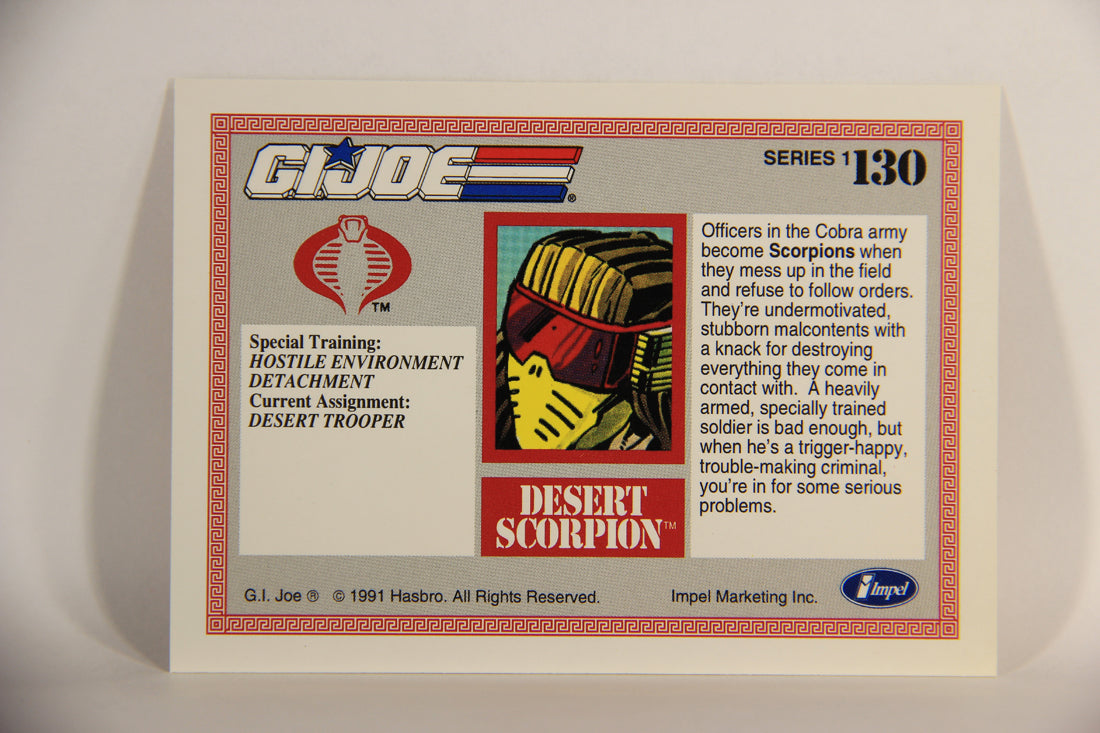 G.I. JOE ®
SERIES 1 130
TM
Special Training:
HOSTILE ENVIRONMENT
DETACHMENT
Current Assignment:
DESERT TROOPER
DESERT
SCORPION TM
Officers in the Cobra army
become Scorpions when
they mess up in the field
and refuse to follow orders.
They're undermotivated,
stubborn malcontents with
a knack for destroying
everything they come in
contact with. A heavily
armed, specially trained
soldier is bad enough, but
when he's a trigger-happy,
trouble-making criminal,
you're in for some serious
problems.
G.I. Joe ® © 1991 Hasbro. All Rights Reserved.
Impel Marketing Inc.
Impel